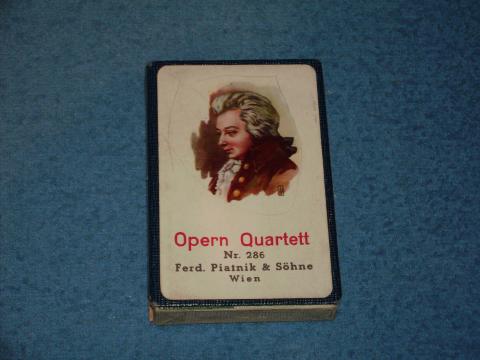 Opern Quartett
Nr. 286
Ferd. Piatnik & Söhne
Wien